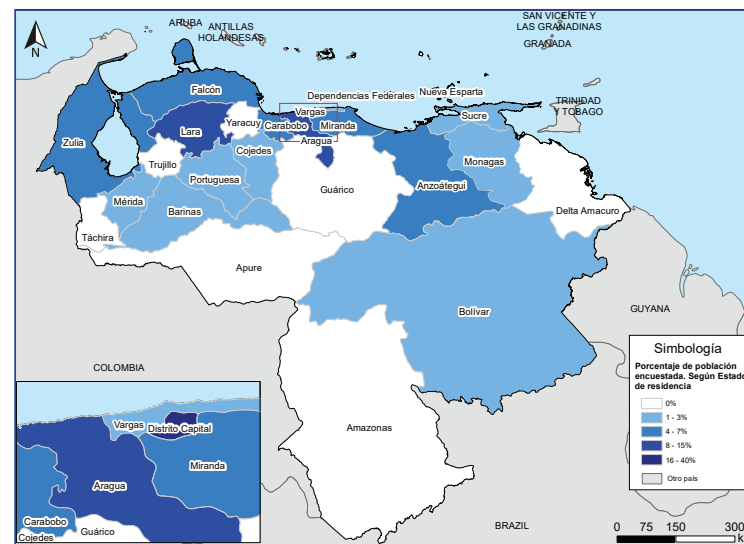 N
ARUBA
ANTILLAS
HOLANDESAS
SAN VICENTE Y
LAS GRANADINAS
GRANADA
TRINIDAD
Y TOBAGO
Dependencias Federales
Nueva Esparta
Falcón
Vargas
Sucre
Zulia
Lara
Yaracuy
Carabobo
Miranda
Aragua
Cojedes
Trujillo
Portuguesa
Guárico
Anzoátegui
Monagas
Mérida
Barinas
Delta Amacuro
Táchira
Apure
Bolívar
GUYANA
COLOMBIA
Amazonas
BRAZIL
Vargas
Distrito Capital
Miranda
Aragua
Carabobo
Guárico
Cojedes
Simbología
Porcentaje de población
encuestada. Según Estado
de residencia
0%
1 - 3%
4 - 7%
8 - 15%
16 - 40%
Otro país
0 75 150 300
k